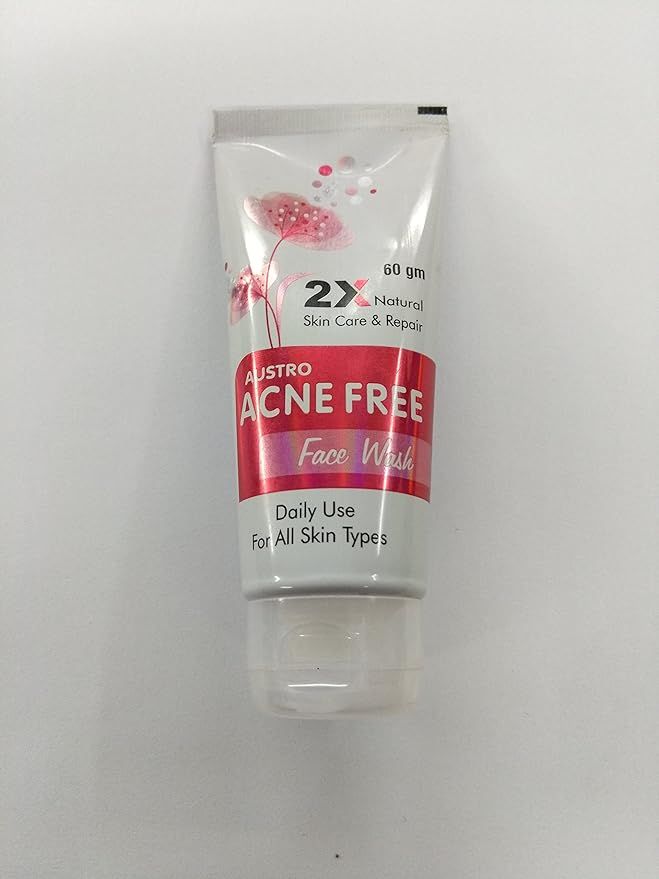 60 gm
2X Natural
Skin Care & Repair
AUSTRO
ACNE FREE
Face Wash
Daily Use
For All Skin Types